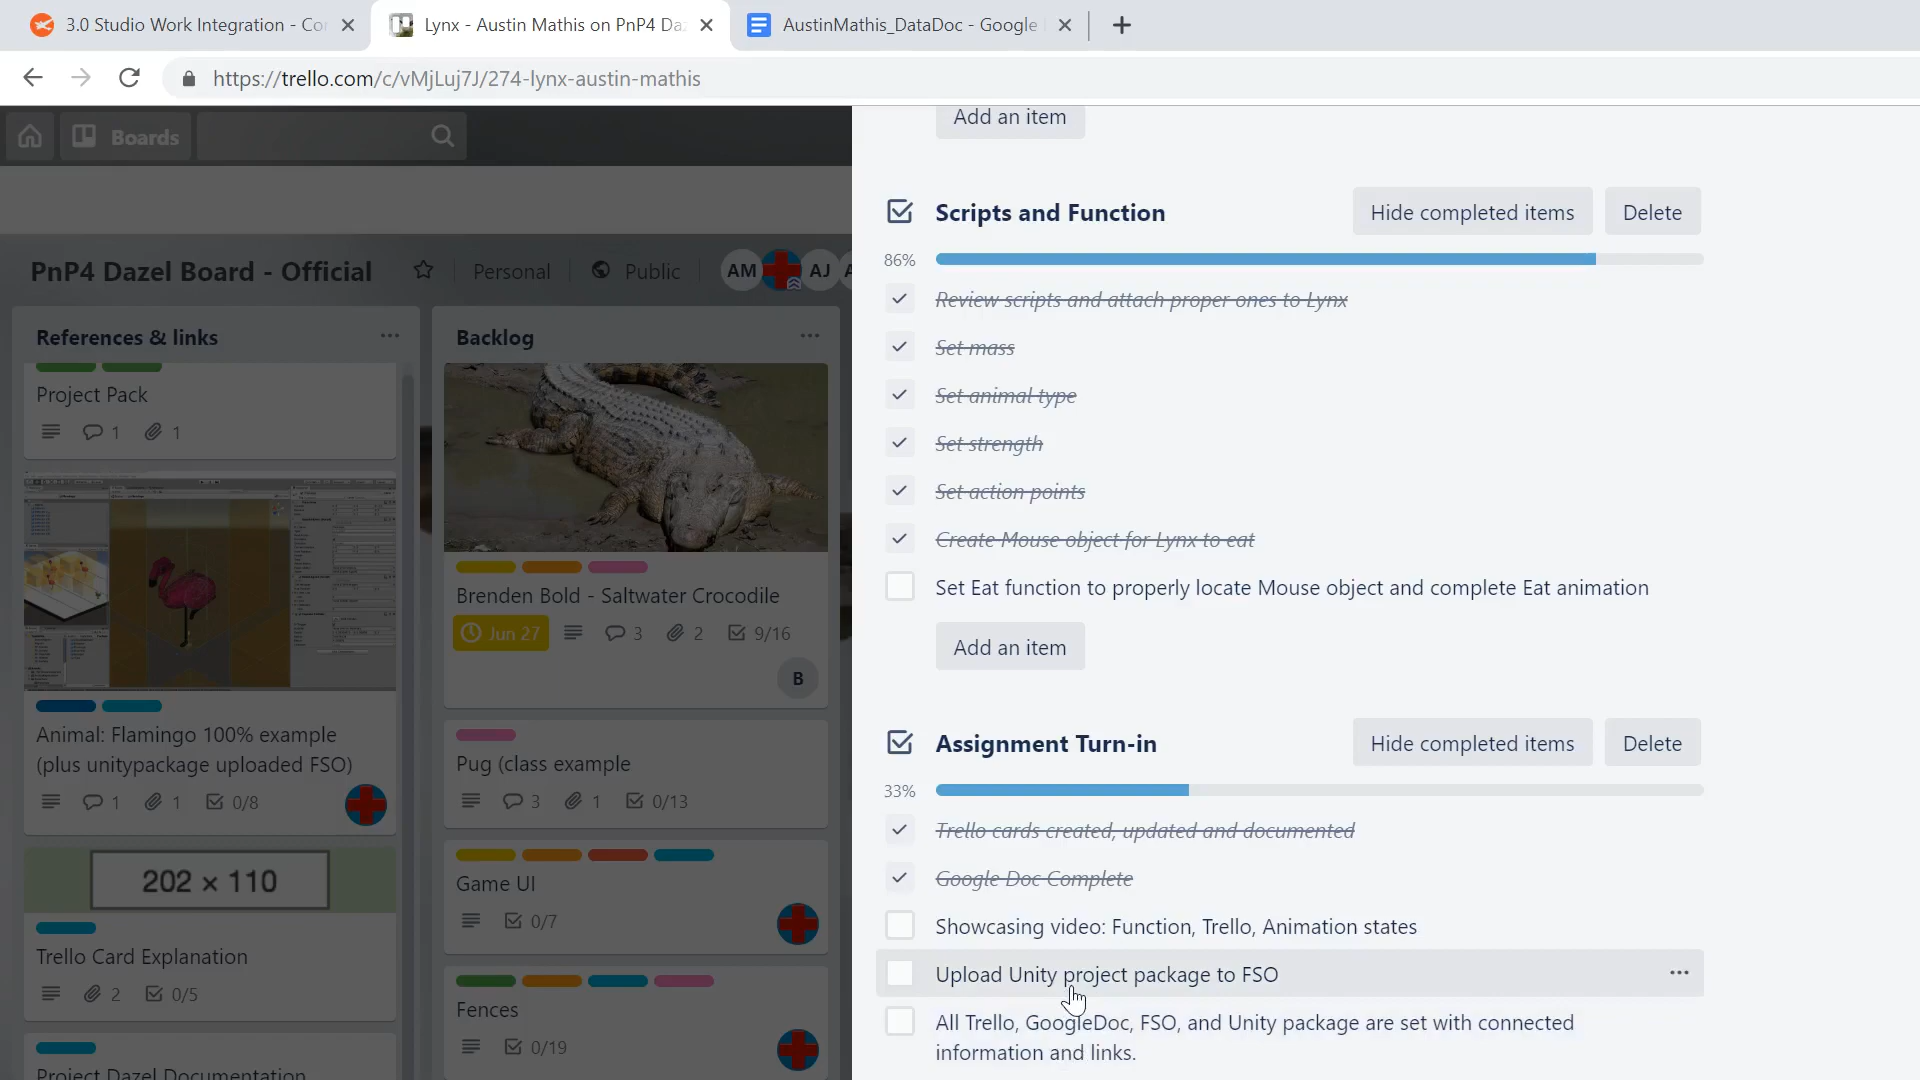 3.0 Studio Work Integration - Co
Lynx - Austin Mathis on PnP4 Da
AustinMathis_DataDoc - Google
https://trello.com/c/vMjLuj7J/274-lynx-austin-mathis
Boards
PnP4 Dazel Board - Official
Personal
Public
AM
AJ
References & links
Project Pack
1
1
Animal: Flamingo 100% example
(plus unitypackage uploaded FSO)
1
1
0/8
202 × 110
Trello Card Explanation
2
0/5
Project Dazel Documentation
Backlog
Brenden Bold - Saltwater Crocodile
Jun 27
3
2
9/16
B
Pug (class example
3
1
0/13
Game UI
0/7
Fences
0/19
Add an item
Scripts and Function
Hide completed items
Delete
86%
Review scripts and attach proper ones to Lynx
Set mass
Set animal type
Set strength
Set action points
Create Mouse object for Lynx to eat
Set Eat function to properly locate Mouse object and complete Eat animation
Add an item
Assignment Turn-in
Hide completed items
Delete
33%
Trello cards created, updated and documented
Google Doc Complete
Showcasing video: Function, Trello, Animation states
Upload Unity project package to FSO
All Trello, GoogleDoc, FSO, and Unity package are set with connected
information and links.